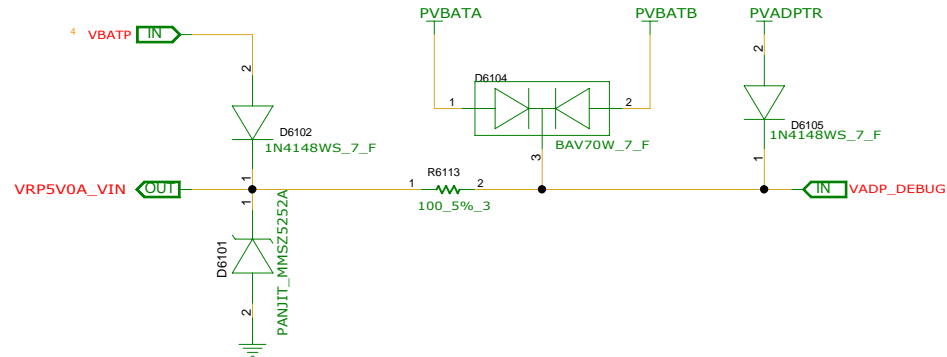 PVBATA
PVBATB
PVADPTR
4
VBATP
IN
2
2
D6104
1
2
D6102
1N4148WS_7_F
D6105
1N4148WS_7_F
BAV70W_7_F
3
1
1
VRP5V0A_VIN
OUT
R6113
1
2
100_5%_3
IN
VADP_DEBUG
1
D6101
PANJIT_MMSZ5252A
2